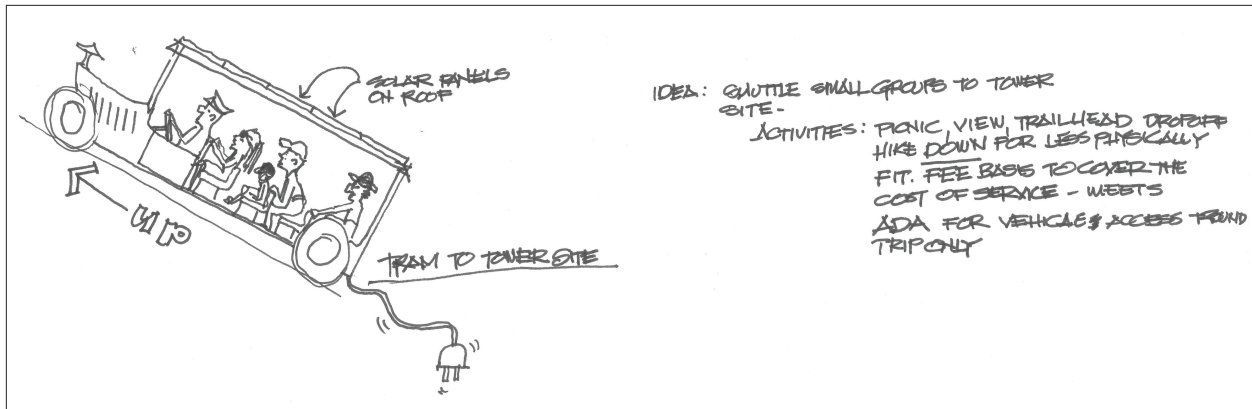 SOLAR PANELS
ON ROOF
UP
TRAM TO TOWER SITE
IDEA: SHUTTLE SMALL GROUPS TO TOWER
SITE-
ACTIVITIES: PICNIC, VIEW, TRAILHEAD DROPOFF
HIKE DOWN FOR LESS PHYSICALLY
FIT. FEE BASIS TO COVER THE
COST OF SERVICE - MEETS
ADA FOR VEHICLE & ACCESS ROUND
TRIP ONLY